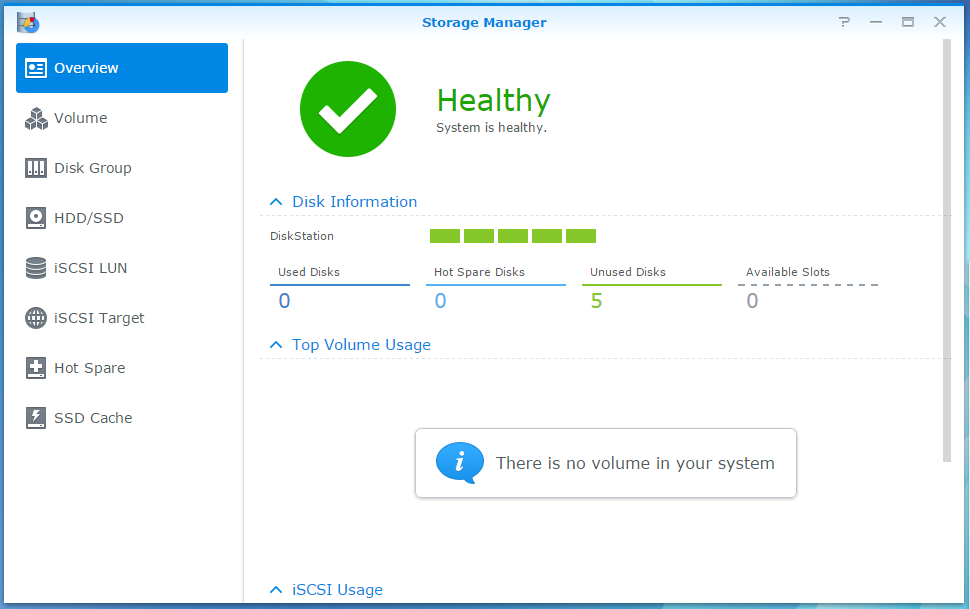 Storage Manager
Overview
Volume
Disk Group
HDD/SSD
iSCSI LUN
iSCSI Target
Hot Spare
SSD Cache
Healthy
System is healthy.
Disk Information
DiskStation
Used Disks Hot Spare Disks Unused Disks Available Slots
0 0 5 0
Top Volume Usage
There is no volume in your system
iSCSI Usage